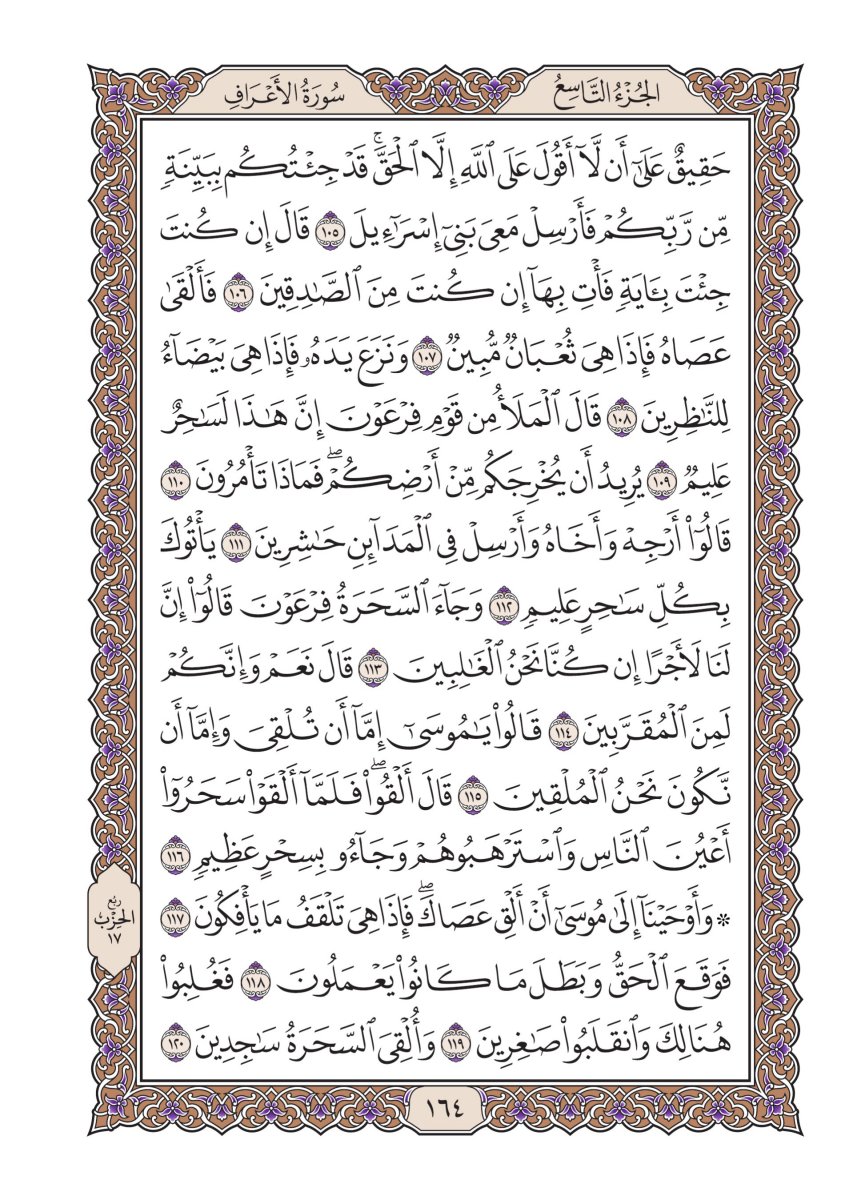 الجُزْءُ التَّاسِعُ
سُورَةُ الأَعْرَافِ
حَقِيقٌ عَلَىٰٓ أَن لَّآ أَقُولَ عَلَى ٱللَّهِ إِلَّا ٱلْحَقَّۚ قَدْ جِئْتُكُم بِبَيِّنَةٍ
مِّن رَّبِّكُمْ فَأَرْسِلْ مَعِىَ بَنِىٓ إِسْرَٰٓءِيلَ ١٠٥ قَالَ إِن كُنتَ
جِئْتَ بِـَٔايَةٍ فَأْتِ بِهَآ إِن كُنتَ مِنَ ٱلصَّٰدِقِينَ ١٠٦ فَأَلْقَىٰ
عَصَاهُ فَإِذَا هِىَ ثُعْبَانٌ مُّبِينٌ ١٠٧ وَنَزَعَ يَدَهُۥ فَإِذَا هِىَ بَيْضَآءُ
لِلنَّٰظِرِينَ ١٠٨ قَالَ ٱلْمَلَأُ مِن قَوْمِ فِرْعَوْنَ إِنَّ هَٰذَا لَسَٰحِرٌ
عَلِيمٌ ١٠٩ يُرِيدُ أَن يُخْرِجَكُم مِّنْ أَرْضِكُمْۖ فَمَاذَا تَأْمُرُونَ ١١٠
قَالُوٓا۟ أَرْجِهْ وَأَخَاهُ وَأَرْسِلْ فِى ٱلْمَدَآئِنِ حَٰشِرِينَ ١١١ يَأْتُوكَ
بِكُلِّ سَٰحِرٍ عَلِيمٍ ١١٢ وَجَآءَ ٱلسَّحَرَةُ فِرْعَوْنَ قَالُوٓا۟ إِنَّ
لَنَا لَأَجْرًا إِن كُنَّا نَحْنُ ٱلْغَٰلِبِينَ ١١٣ قَالَ نَعَمْ وَإِنَّكُمْ
لَمِنَ ٱلْمُقَرَّبِينَ ١١٤ قَالُوا۟ يَٰمُوسَىٰٓ إِمَّآ أَن تُلْقِىَ وَإِمَّآ أَن
نَّكُونَ نَحْنُ ٱلْمُلْقِينَ ١١٥ قَالَ أَلْقُوا۟ۖ فَلَمَّآ أَلْقَوْا۟ سَحَرُوٓا۟
أَعْيُنَ ٱلنَّاسِ وَٱسْتَرْهَبُوهُمْ وَجَآءُو بِسِحْرٍ عَظِيمٍ ١١٦
۞ وَأَوْحَيْنَآ إِلَىٰ مُوسَىٰٓ أَنْ أَلْقِ عَصَاكَۖ فَإِذَا هِىَ تَلْقَفُ مَا يَأْفِكُونَ ١١٧
فَوَقَعَ ٱلْحَقُّ وَبَطَلَ مَا كَانُوا۟ يَعْمَلُونَ ١١٨ فَغُلِبُوا۟
هُنَالِكَ وَٱنقَلَبُوا۟ صَٰغِرِينَ ١١٩ وَأُلْقِىَ ٱلسَّحَرَةُ سَٰجِدِينَ ١٢٠
ربع
الحزب
١٧
١٦٤